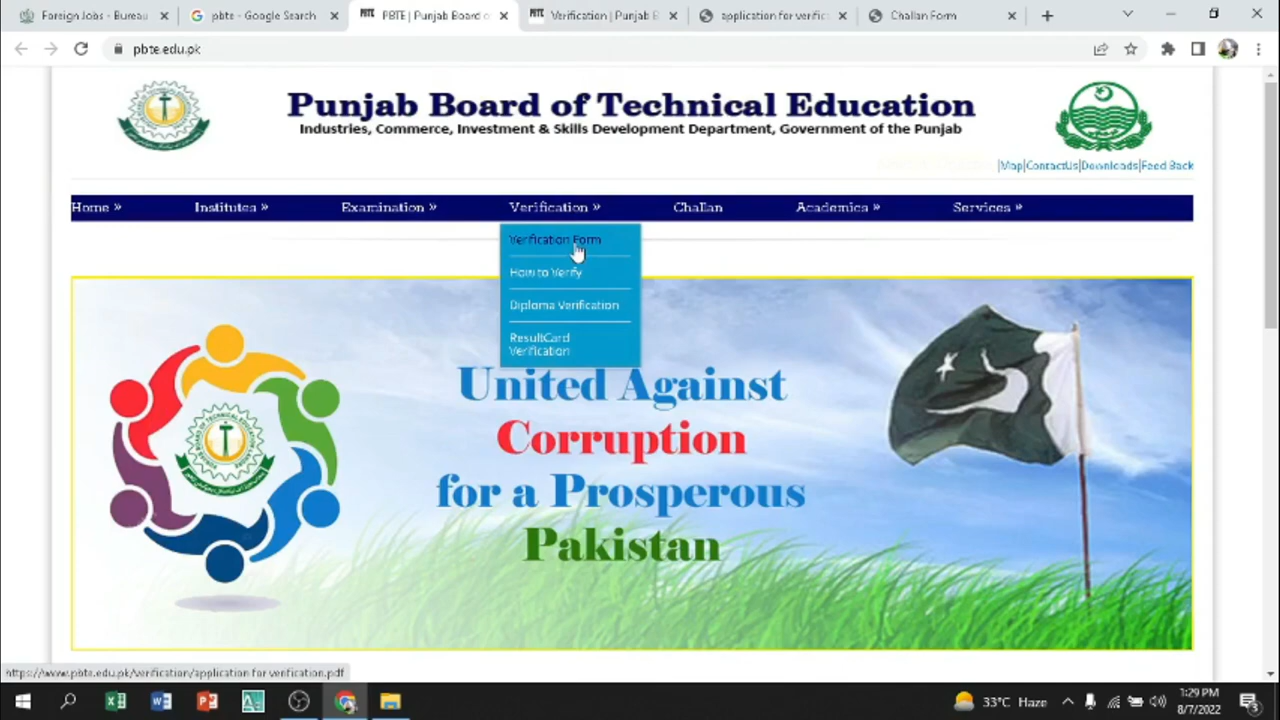 Foreign Jobs - Bureau
pbte - Google Search
PBTE | Punjab Board o
Verification | Punjab B
application for verific
Challan Form
pbte.edu.pk
Punjab Board of Technical Education
Industries, Commerce, Investment & Skills Development Department, Government of the Punjab
|Map|ContactUs|Downloads|Feed Back
Home »
Institutes »
Examination »
Verification »
Challan
Academics »
Services »
Verification Form
How to Verify
Diploma Verification
ResultCard
Verification
United Against
Corruption
for a Prosperous
Pakistan
https://www.pbte.edu.pk/verification/application for verification.pdf
33°C Haze
1:29 PM
8/7/2022
3